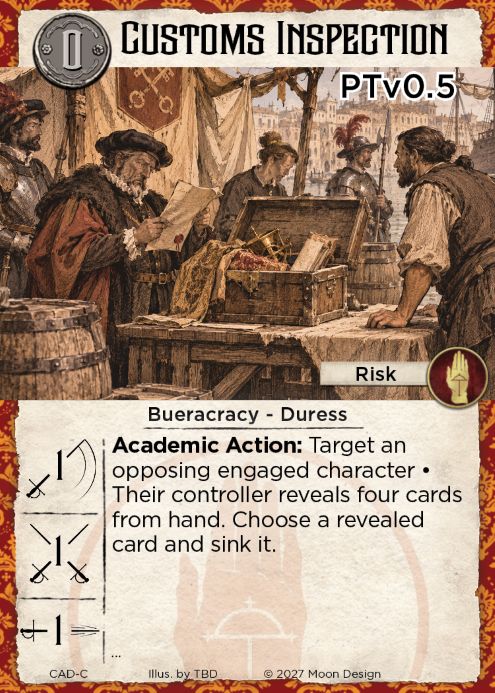 0
CUSTOMS INSPECTION
PTv0.5
Risk
Bueracracy - Duress
1
1
1
Academic Action: Target an
opposing engaged character •
Their controller reveals four cards
from hand. Choose a revealed
card and sink it.
...
CAD-C
Illus. by TBD
© 2027 Moon Design